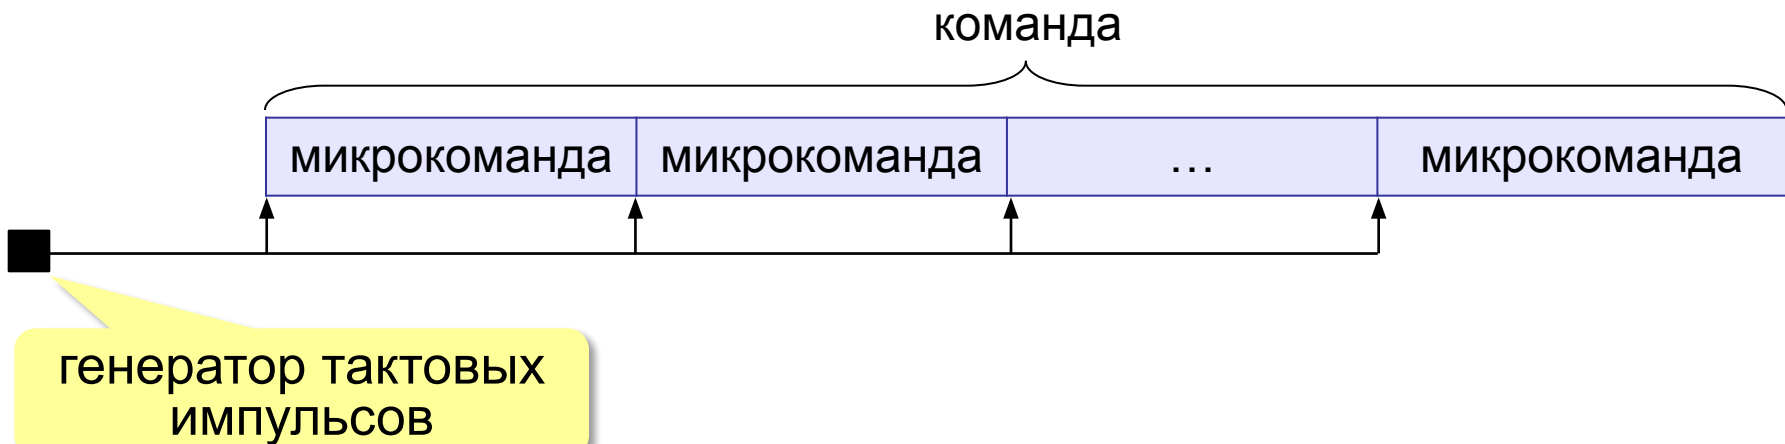 команда
микрокоманда микрокоманда … микрокоманда
генератор тактовых
импульсов